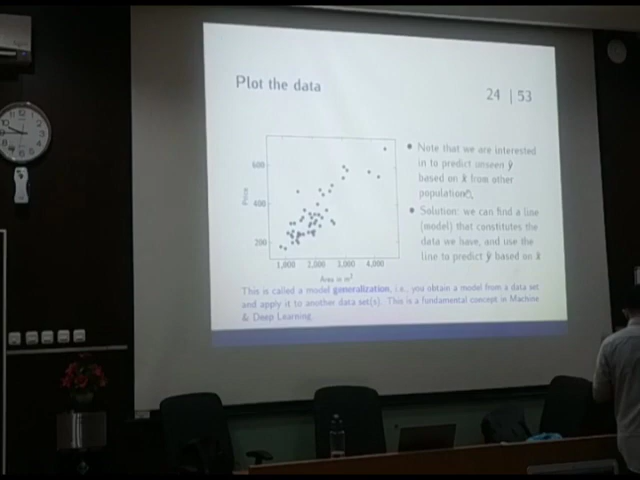 Plot the data
24 | 53
600
400
200
Price
1,000 2,000 3,000 4,000
Area in m²
• Note that we are interested
in to predict unseen ŷ
based on x̂ from other
population
• Solution: we can find a line
(model) that constitutes the
data we have, and use the
line to predict ŷ based on x̂
This is called a model generalization, i.e., you obtain a model from a data set
and apply it to another data set(s). This is a fundamental concept in Machine
& Deep Learning.